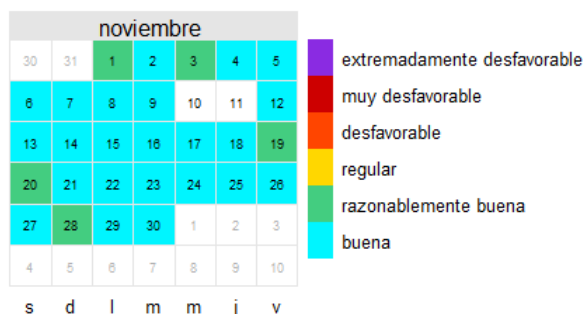 noviembre
30 31 1 2 3 4 5
6 7 8 9 10 11 12
13 14 15 16 17 18 19
20 21 22 23 24 25 26
27 28 29 30 1 2 3
4 5 6 7 8 9 10
s d l m m j v
extremadamente desfavorable
muy desfavorable
desfavorable
regular
razonablemente buena
buena